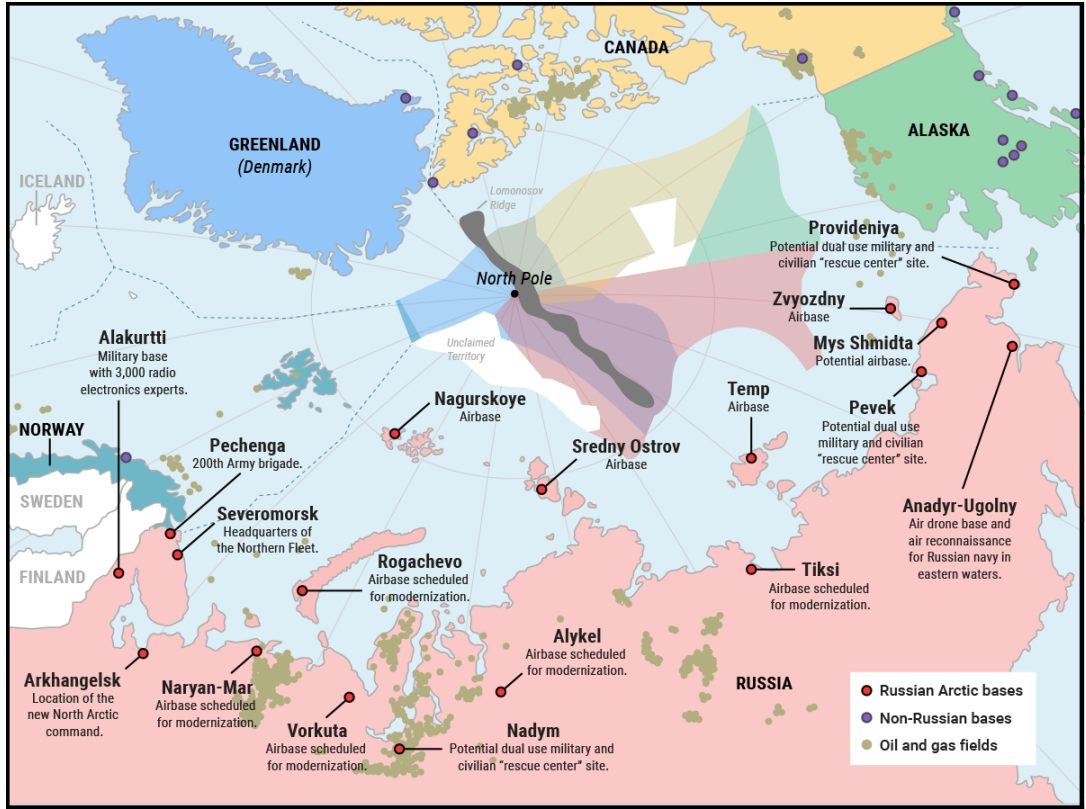 CANADA
GREENLAND
(Denmark)
ALASKA
ICELAND
Lomonosov
Ridge
North Pole
Unclaimed
Territory
Provideniya
Potential dual use military and
civilian “rescue center” site.
Zvyozdny
Airbase
Mys Shmidta
Potential airbase.
Pevek
Potential dual use
military and civilian
“rescue center” site.
Anadyr-Ugolny
Air drone base and
air reconnaissance
for Russian navy in
eastern waters.
Alakurtti
Military base
with 3,000 radio
electronics experts.
Nagurskoye
Airbase
Temp
Airbase
Sredny Ostrov
Airbase
NORWAY
SWEDEN
FINLAND
Pechenga
200th Army brigade.
Severomorsk
Headquarters of
the Northern Fleet.
Rogachevo
Airbase scheduled
for modernization.
Tiksi
Airbase scheduled
for modernization.
Arkhangelsk
Location of the
new North Arctic
command.
Naryan-Mar
Airbase scheduled
for modernization.
Vorkuta
Airbase scheduled
for modernization.
Alykel
Airbase scheduled
for modernization.
Nadym
Potential dual use military and
civilian “rescue center” site.
RUSSIA
Russian Arctic bases
Non-Russian bases
Oil and gas fields